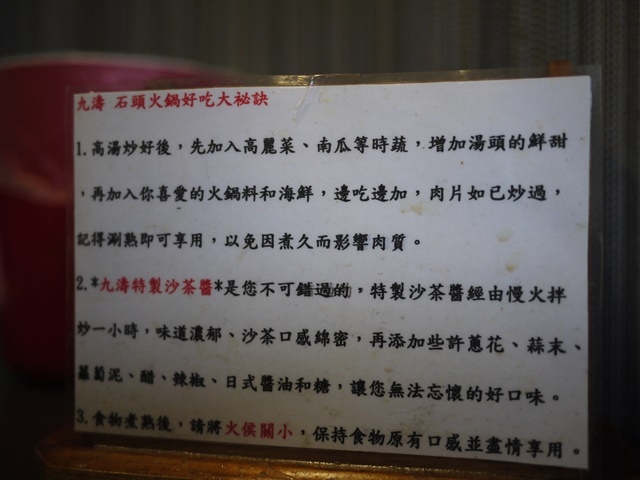 九濤 石頭火鍋好吃大祕訣
1.高湯炒好後，先加入高麗菜、南瓜等時蔬，增加湯頭的鮮甜
，再加入你喜愛的火鍋料和海鮮，邊吃邊加，肉片如已炒過，
記得涮熟即可享用，以免因煮久而影響肉質。
2.*九濤特製沙茶醬*是您不可錯過的，特製沙茶醬經由慢火拌
炒一小時，味道濃郁、沙茶口感綿密，再添加些許蔥花、蒜末、
蘿蔔泥、醋、辣椒、日式醬油和糖，讓您無法忘懷的好口味。
3.食物煮熟後，請將火侯關小，保持食物原有口感並盡情享用。